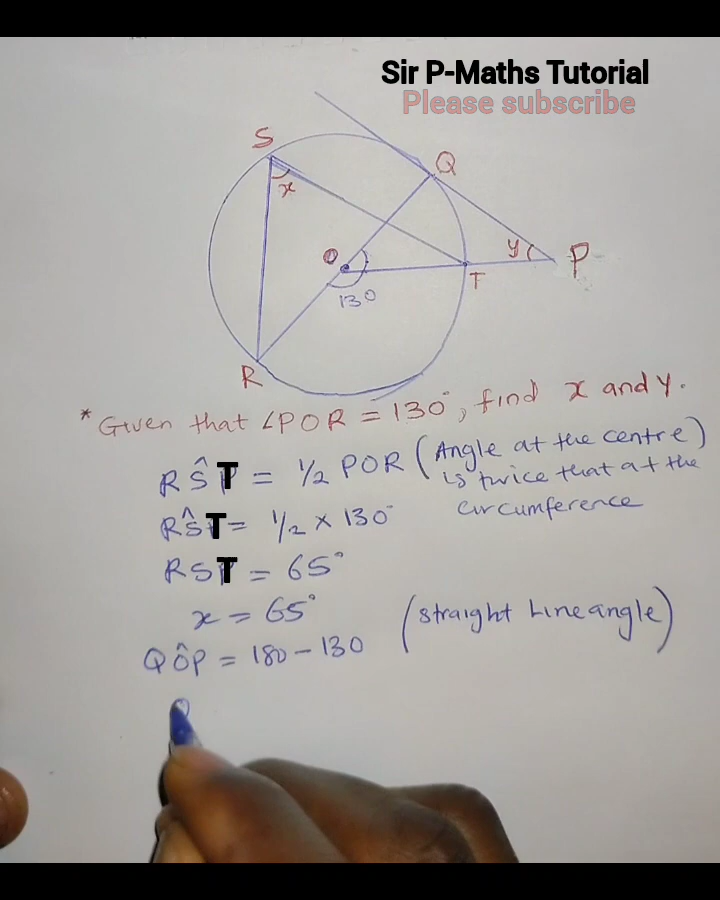 Sir P-Maths Tutorial
Please subscribe
S
Q
x
O
y
P
T
130
R
* Given that ∠POR = 130°, find x and y.
RŜT = 1/2 POR (Angle at the centre)
is twice that at the
circumference
RŜT = 1/2 x 130°
RST = 65°
x = 65° (straight line angle)
QÔP = 180 - 130